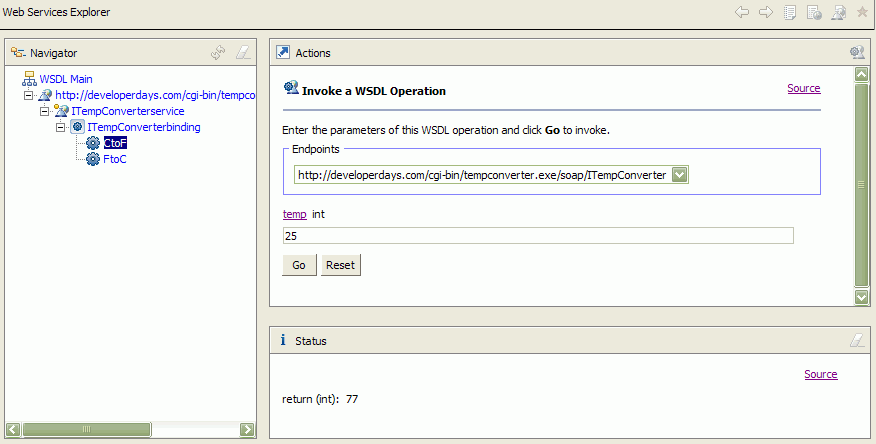 Web Services Explorer
Navigator
WSDL Main
http://developerdays.com/cgi-bin/tempco
ITempConverterservice
ITempConverterbinding
CtoF
FtoC
Actions
Invoke a WSDL Operation
Source
Enter the parameters of this WSDL operation and click Go to invoke.
Endpoints
http://developerdays.com/cgi-bin/tempconverter.exe/soap/ITempConverter
temp int
25
Go Reset
i Status
Source
return (int): 77